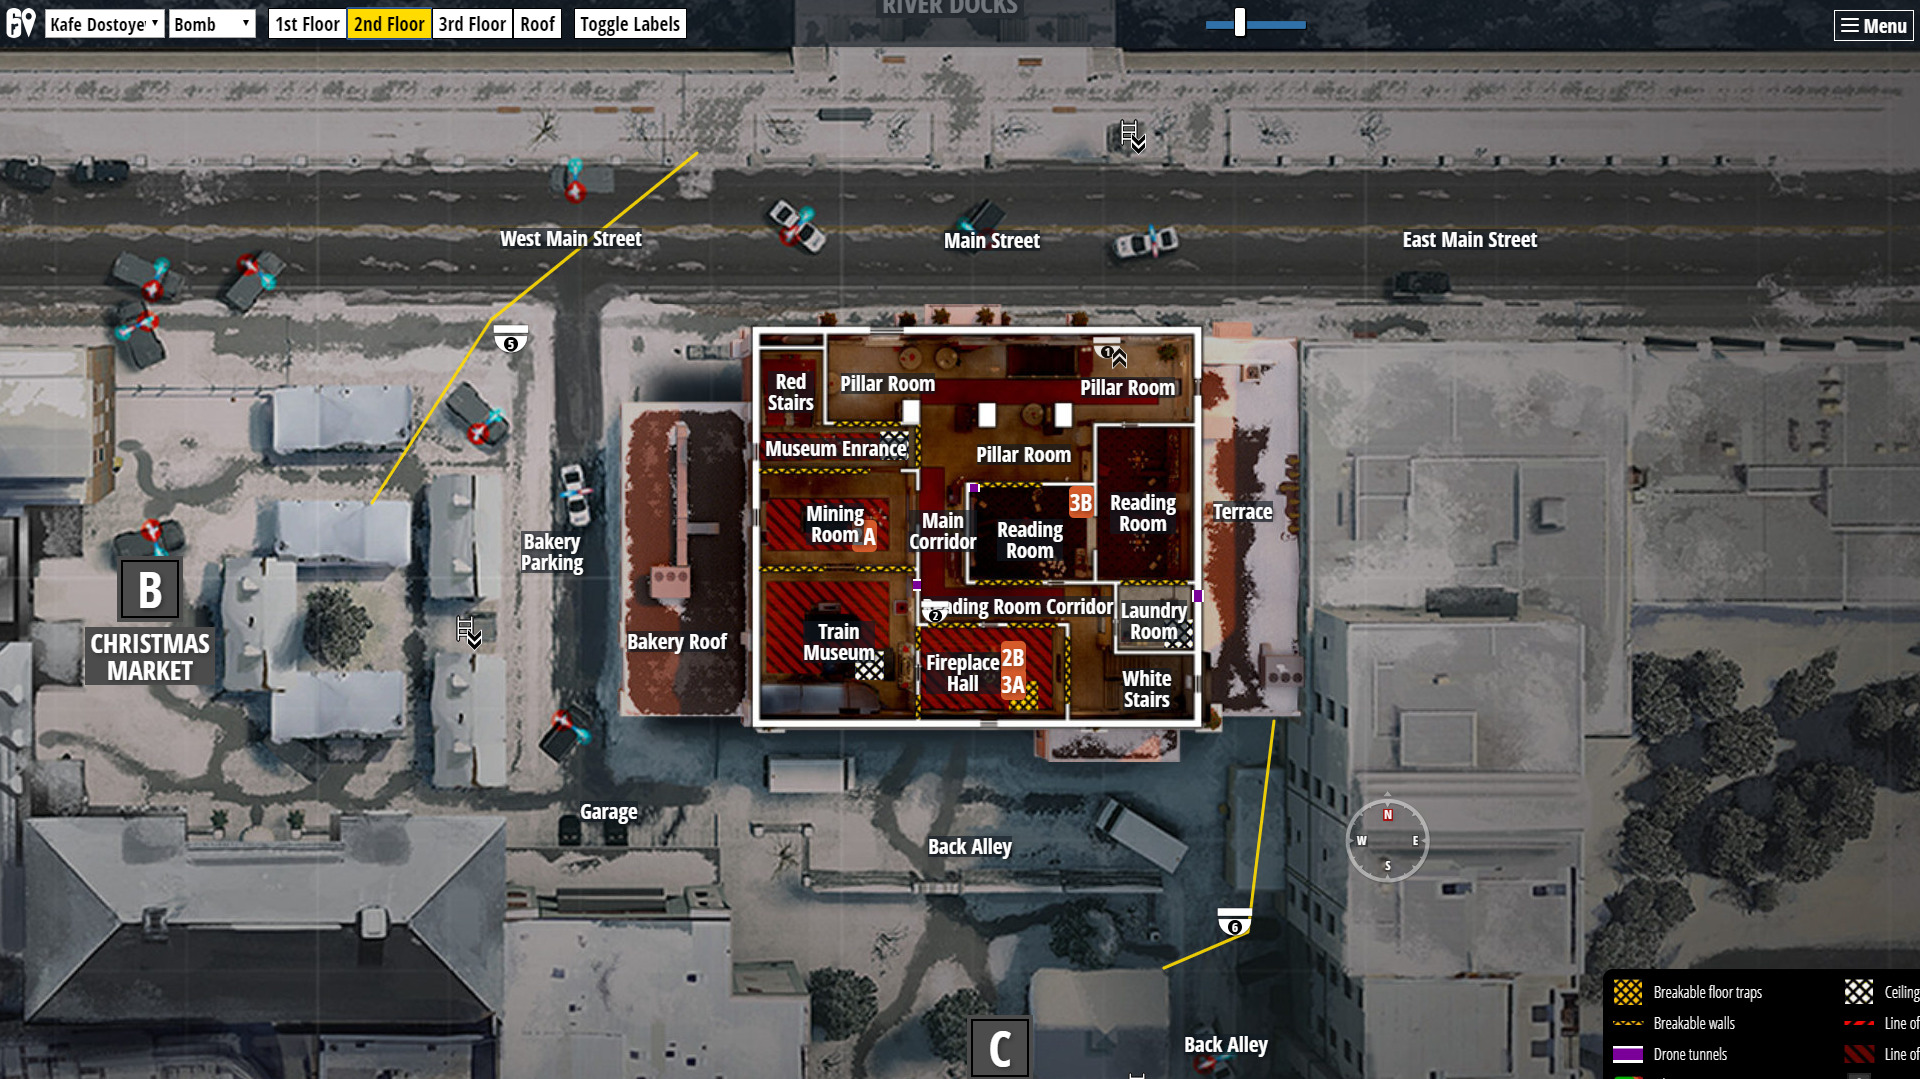 RIVER DOCKS
Kafe Dostoye
Bomb
1st Floor
2nd Floor
3rd Floor
Roof
Toggle Labels
Menu
West Main Street
Main Street
East Main Street
5
1
Red
Stairs
Pillar Room
Pillar Room
Museum Enrance
Pillar Room
Mining
Room
A
Main
Corridor
3B
Reading
Room
Reading
Room
Terrace
Bakery
Parking
B
CHRISTMAS
MARKET
Bakery Roof
Train
Museum
2
ading Room Corridor
Laundry
Room
Fireplace
Hall
2B
3A
White
Stairs
Garage
Back Alley
N
W
E
S
6
C
Back Alley
Breakable floor traps
Breakable walls
Drone tunnels
Ceiling
Line of
Line of